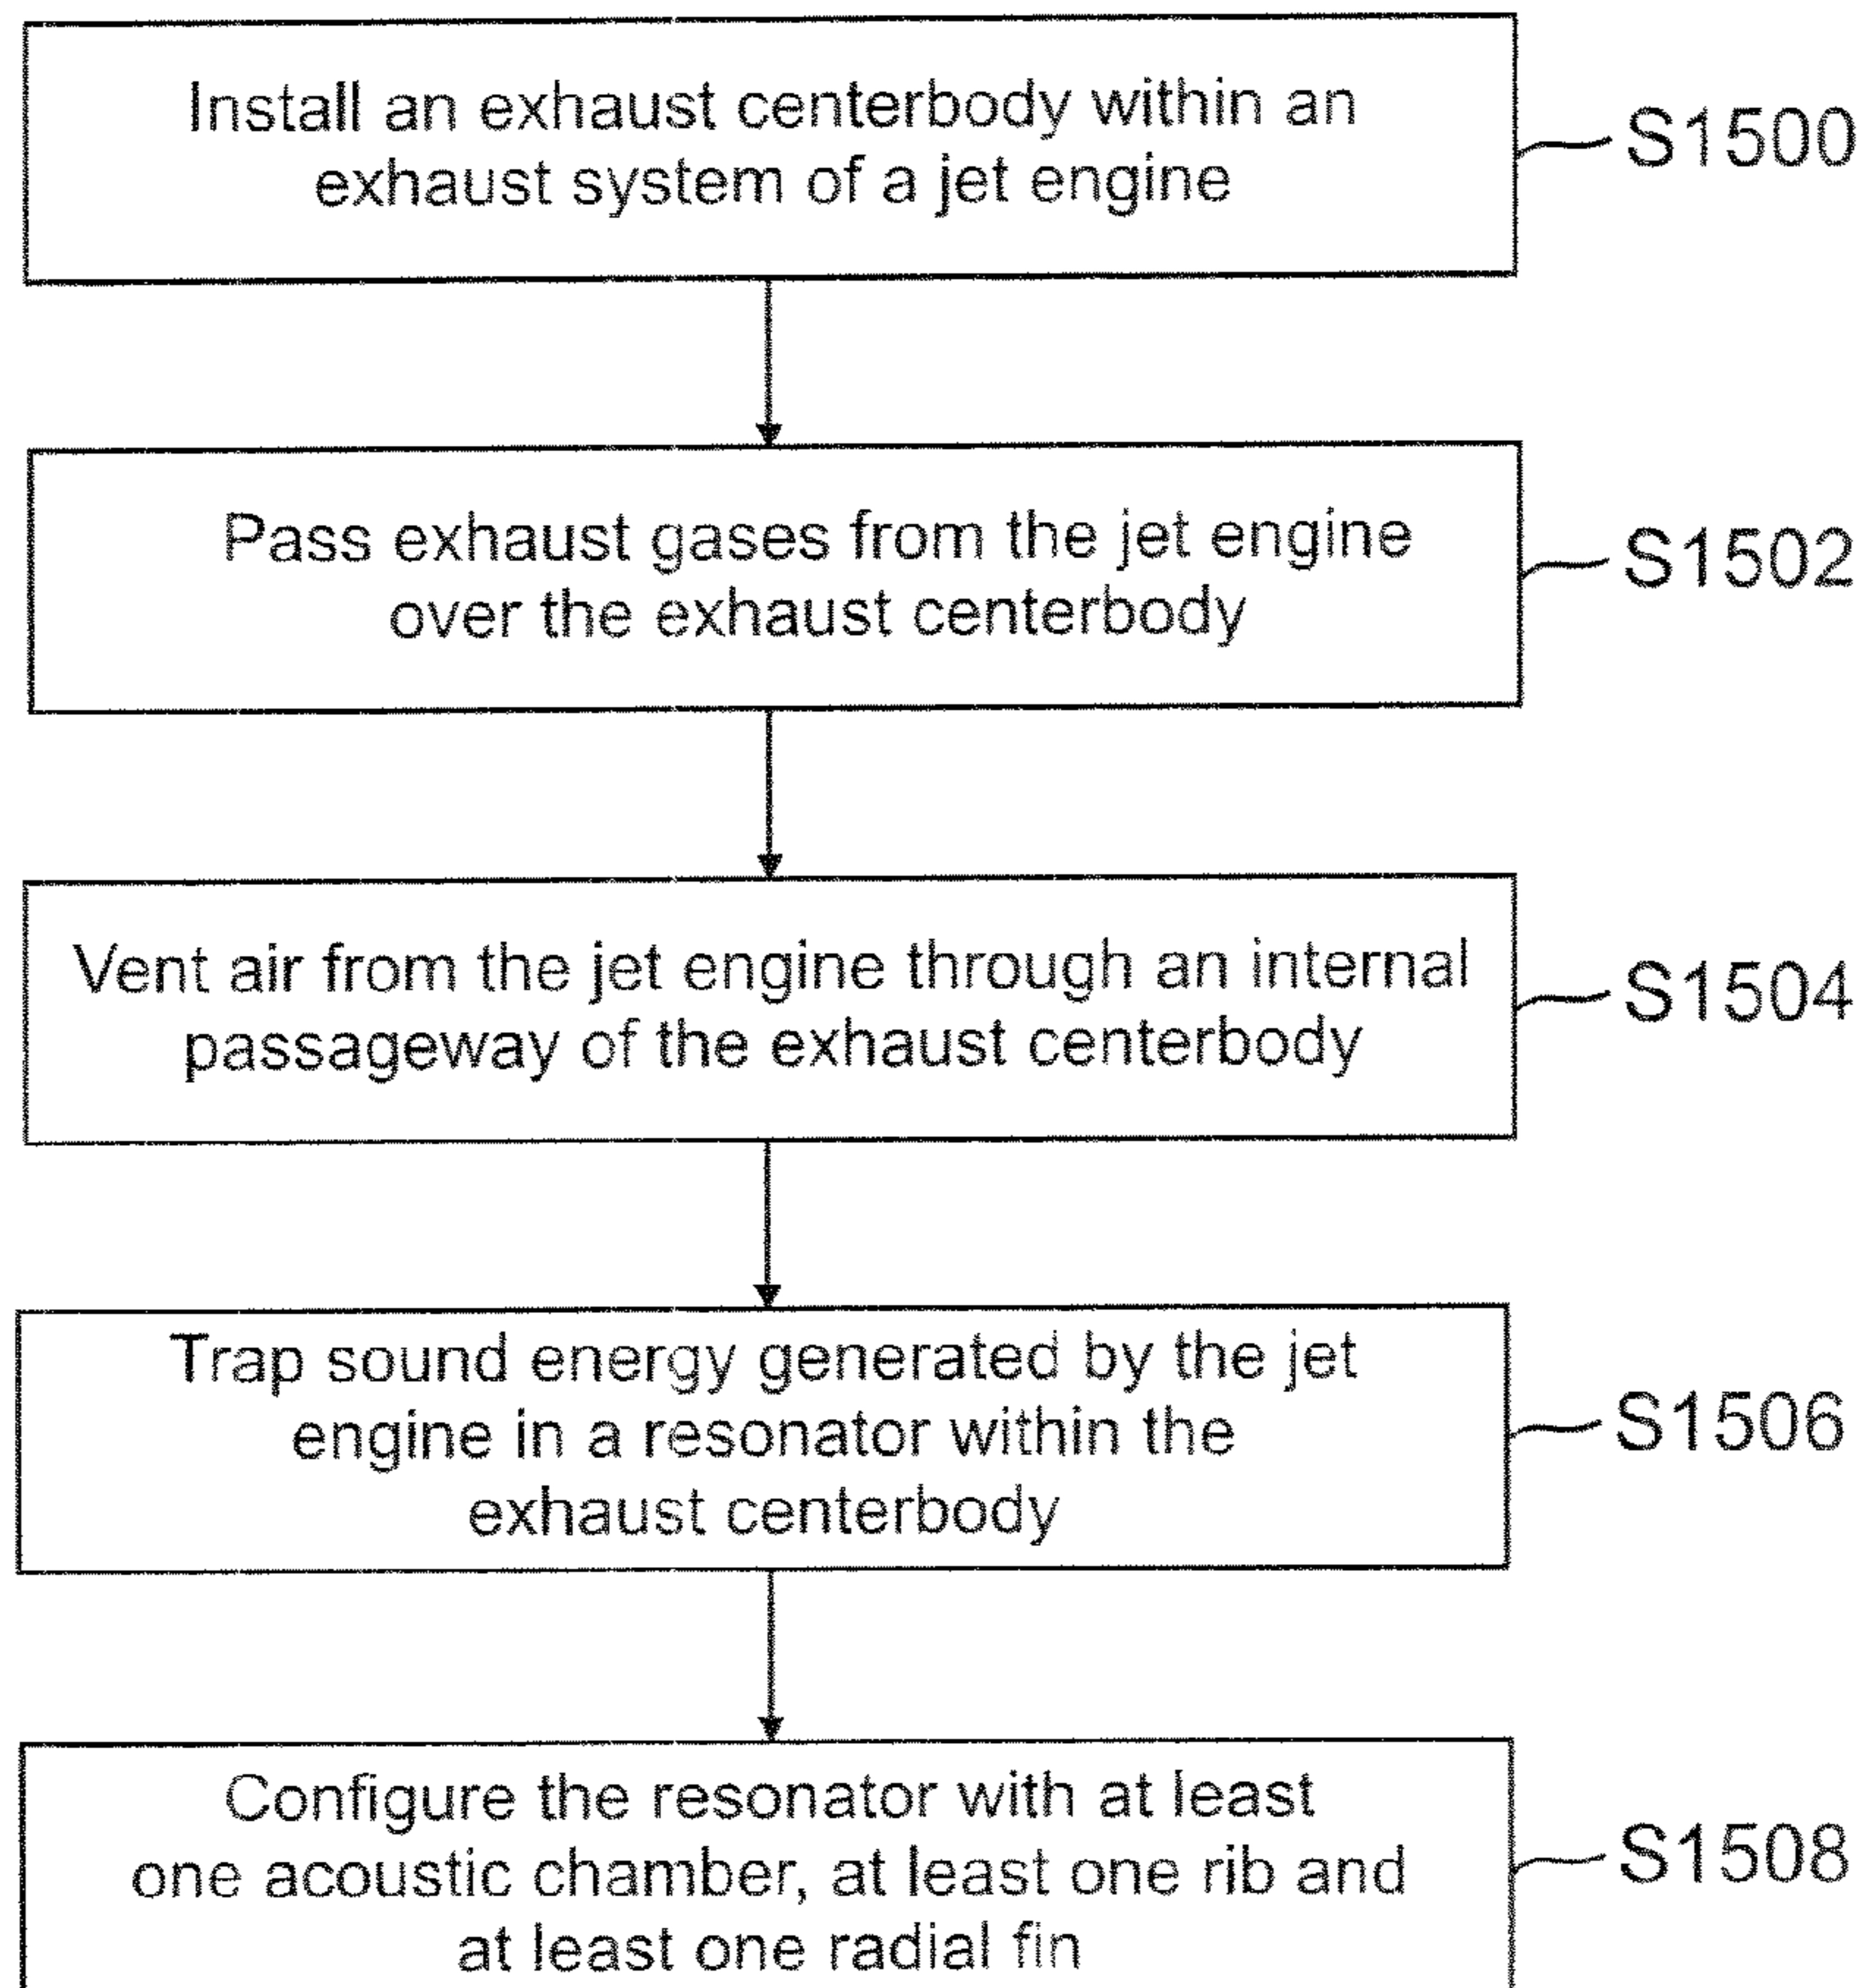 Install an exhaust centerbody within an
exhaust system of a jet engine
S1500
Pass exhaust gases from the jet engine
over the exhaust centerbody
S1502
Vent air from the jet engine through an internal
passageway of the exhaust centerbody
S1504
Trap sound energy generated by the jet
engine in a resonator within the
exhaust centerbody
S1506
Configure the resonator with at least
one acoustic chamber, at least one rib and
at least one radial fin
S1508